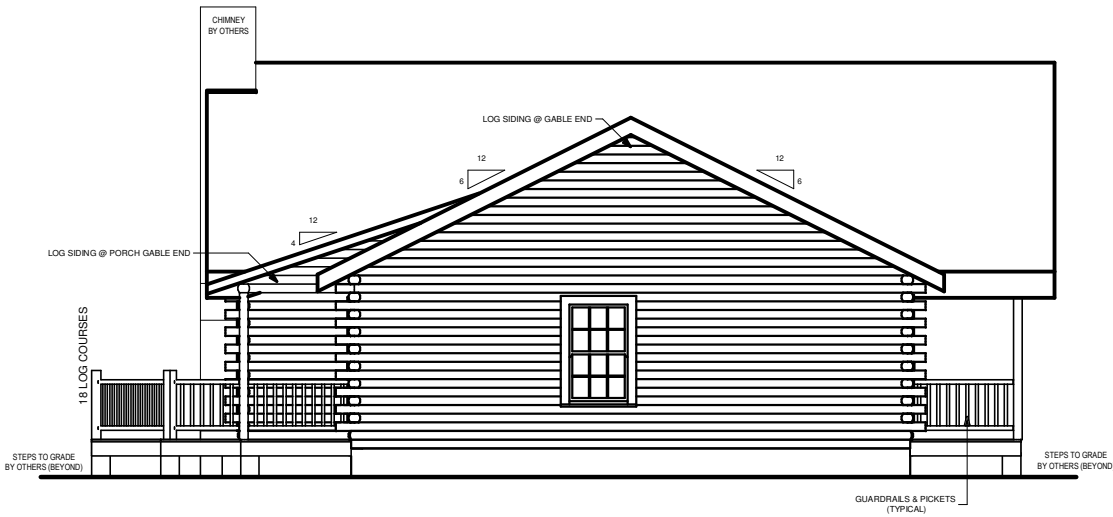 CHIMNEY
BY OTHERS
LOG SIDING @ GABLE END
12
6
12
6
12
4
LOG SIDING @ PORCH GABLE END
18 LOG COURSES
STEPS TO GRADE
BY OTHERS (BEYOND)
STEPS TO GRADE
BY OTHERS (BEYOND
GUARDRAILS & PICKETS
(TYPICAL)